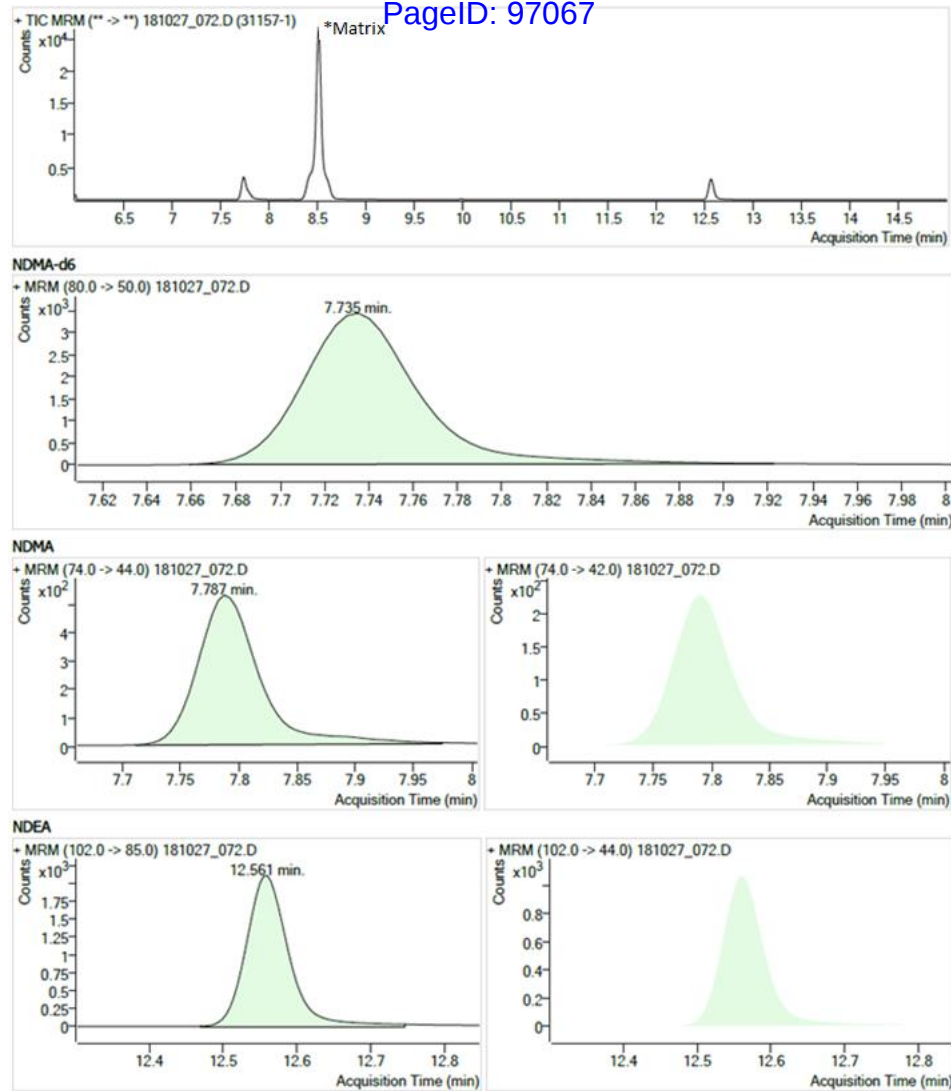 PageID: 97067
+ TIC MRM (** -> **) 181027_072.D (31157-1)
*Matrix
Counts
x10⁴
2
1.5
1
0.5
6.5 7 7.5 8 8.5 9 9.5 10 10.5 11 11.5 12 12.5 13 13.5 14 14.5
Acquisition Time (min)
NDMA-d6
+ MRM (80.0 -> 50.0) 181027_072.D
Counts
x10³
7.735 min.
3
2.5
2
1.5
1
0.5
0
7.62 7.64 7.66 7.68 7.7 7.72 7.74 7.76 7.78 7.8 7.82 7.84 7.86 7.88 7.9 7.92 7.94 7.96 7.98 8
Acquisition Time (min)
NDMA
+ MRM (74.0 -> 44.0) 181027_072.D
Counts
x10²
7.787 min.
4
3
2
1
0
7.7 7.75 7.8 7.85 7.9 7.95 8
Acquisition Time (min)
+ MRM (74.0 -> 42.0) 181027_072.D
Counts
x10²
2
1.5
1
0.5
0
7.7 7.75 7.8 7.85 7.9 7.95 8
Acquisition Time (min)
NDEA
+ MRM (102.0 -> 85.0) 181027_072.D
Counts
x10³
12.561 min.
1.75
1.5
1.25
1
0.75
0.5
0.25
0
12.4 12.5 12.6 12.7 12.8
Acquisition Time (min)
+ MRM (102.0 -> 44.0) 181027_072.D
Counts
x10³
0.8
0.6
0.4
0.2
0
12.4 12.5 12.6 12.7 12.8
Acquisition Time (min)